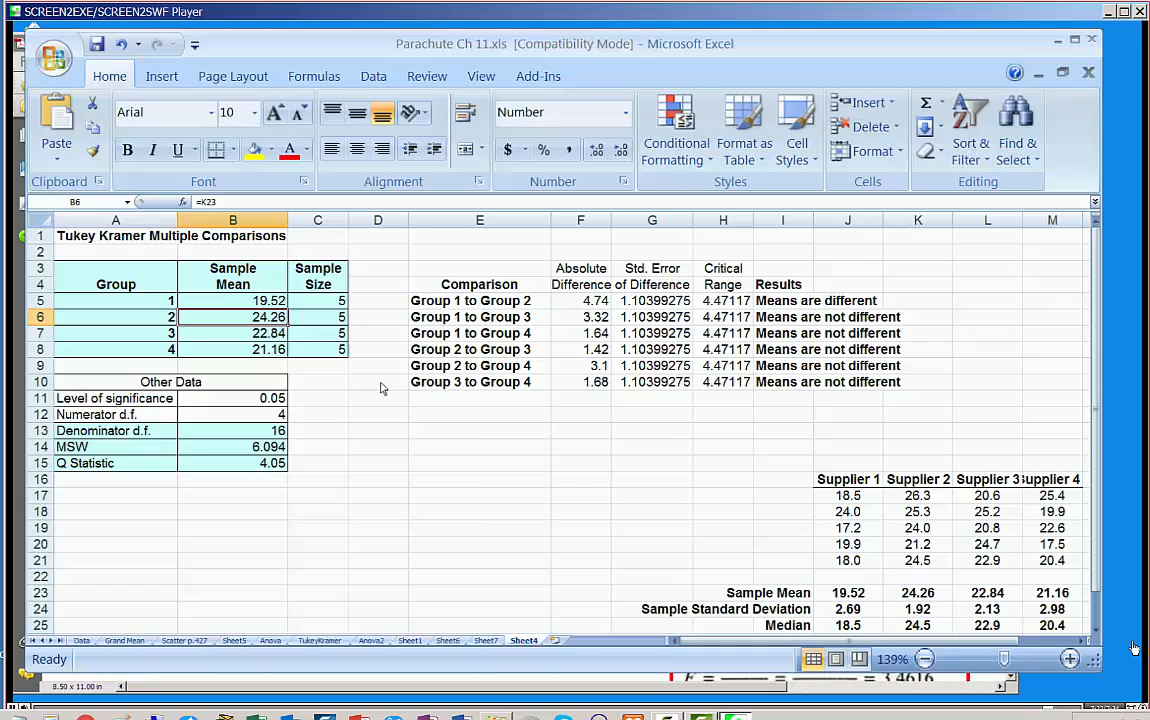 SCREEN2EXE/SCREEN2SWF Player
Parachute Ch 11.xls [Compatibility Mode] - Microsoft Excel
Home Insert Page Layout Formulas Data Review View Add-Ins
Arial 10 A A Number Insert Σ
Paste B I U A $ % , .00 .00 Conditional Formatting Format as Table Cell Styles Delete Format Sort & Filter Find & Select
Clipboard Font Alignment Number Styles Cells Editing
B6 fx =K23
A B C D E F G H I J K L M
1 Tukey Kramer Multiple Comparisons
2
3 Sample Sample Absolute Std. Error Critical
4 Group Mean Size Comparison Difference of Difference Range Results
5 1 19.52 5 Group 1 to Group 2 4.74 1.10399275 4.47117 Means are different
6 2 24.26 5 Group 1 to Group 3 3.32 1.10399275 4.47117 Means are not different
7 3 22.84 5 Group 1 to Group 4 1.64 1.10399275 4.47117 Means are not different
8 4 21.16 5 Group 2 to Group 3 1.42 1.10399275 4.47117 Means are not different
9 Group 2 to Group 4 3.1 1.10399275 4.47117 Means are not different
10 Other Data Group 3 to Group 4 1.68 1.10399275 4.47117 Means are not different
11 Level of significance 0.05
12 Numerator d.f. 4
13 Denominator d.f. 16
14 MSW 6.094
15 Q Statistic 4.05
16 Supplier 1 Supplier 2 Supplier 3 upplier 4
17 18.5 26.3 20.6 25.4
18 24.0 25.3 25.2 19.9
19 17.2 24.0 20.8 22.6
20 19.9 21.2 24.7 17.5
21 18.0 24.5 22.9 20.4
22
23 Sample Mean 19.52 24.26 22.84 21.16
24 Sample Standard Deviation 2.69 1.92 2.13 2.98
25 Median 18.5 24.5 22.9 20.4
Data Grand Mean Scatter p.427 Sheet5 Anova TukeyKramer Anova2 Sheet1 Sheet6 Sheet7 Sheet4
Ready 139%
8.50 x 11.00 in